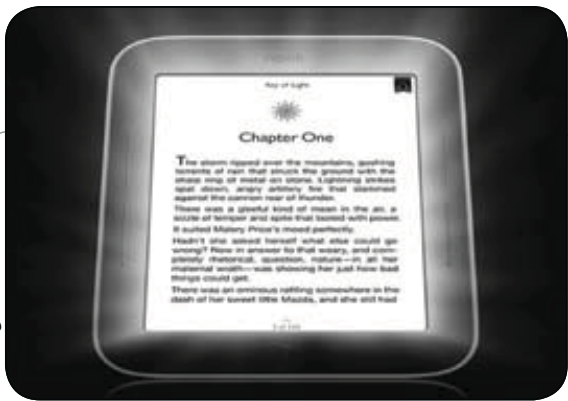 Key of Light
Chapter One
The storm ripped over the mountains, gushing
torrents of rain that struck the ground with the
sharp ring of metal on stone. Lightning strikes
spat down, angry artillery fire that slammed
against the cannon roar of thunder.
There was a gleeful kind of mean in the air, a
sizzle of temper and spite that boiled with power.
It suited Malory Price's mood perfectly.
Hadn't she asked herself what else could go
wrong? Now in answer to that weary, and com-
pletely rhetorical, question, nature—in all her
maternal wrath—was showing her just how bad
things could get.
There was an ominous rattling somewhere in the
dash of her sweet little Mazda, and she still had